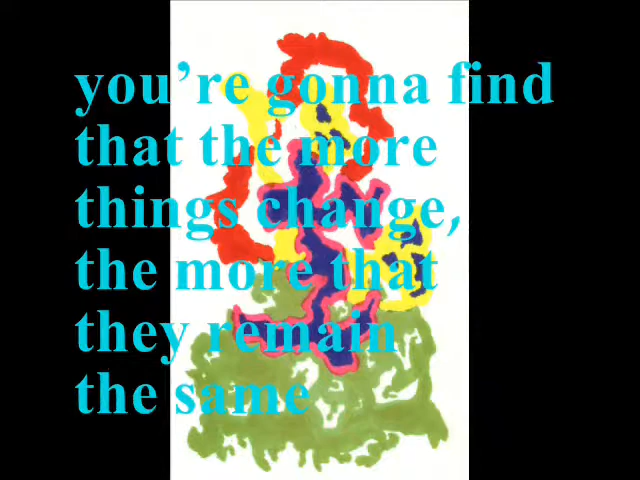 you’re gonna find
that the more
things change,
the more that
they remain
the same